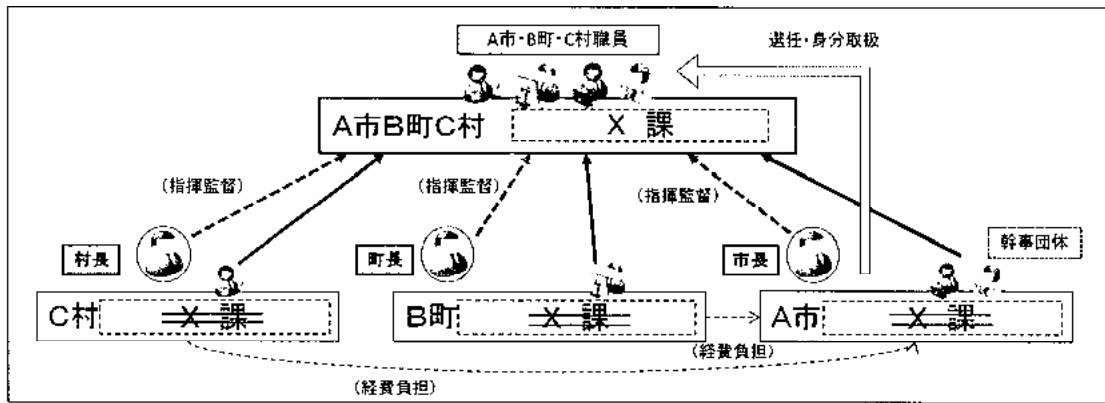 A市・B町・C村職員
選任・身分取扱
A市B町C村 X 課
(指揮監督)
(指揮監督)
(指揮監督)
村長
町長
市長
幹事団体
C村 X 課
B町 X 課
A市 X 課
(経費負担)
(経費負担)